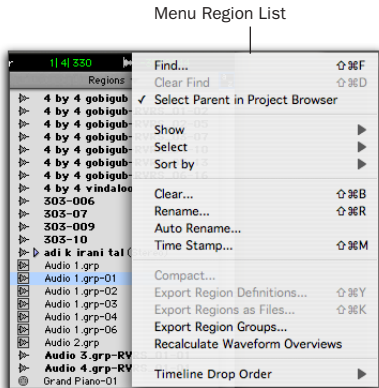 Menu Region List
1| 4| 330
Regions
4 by 4 gobigub
4 by 4 gobigub-
4 by 4 gobigub-
4 by 4 gobigub-
4 by 4 gobigub-
4 by 4 gobigub-
4 by 4 gobigub-
4 by 4 vindaloo
303-006
303-07
303-009
303-10
adi k irani tal (
Audio 1.grp
Audio 1.grp-01
Audio 1.grp-02
Audio 1.grp-03
Audio 1.grp-04
Audio 1.grp-06
Audio 2.grp
Audio 3.grp-RV
Audio 4.grp-RV
Grand Piano-01
Find... ⇧⌘F
Clear Find ⇧⌘D
✓ Select Parent in Project Browser
Show ▶
Select ▶
Sort by ▶
Clear... ⇧⌘B
Rename... ⇧⌘R
Auto Rename...
Time Stamp... ⇧⌘M
Compact...
Export Region Definitions... ⇧⌘Y
Export Regions as Files... ⇧⌘K
Export Region Groups...
Recalculate Waveform Overviews
Timeline Drop Order ▶